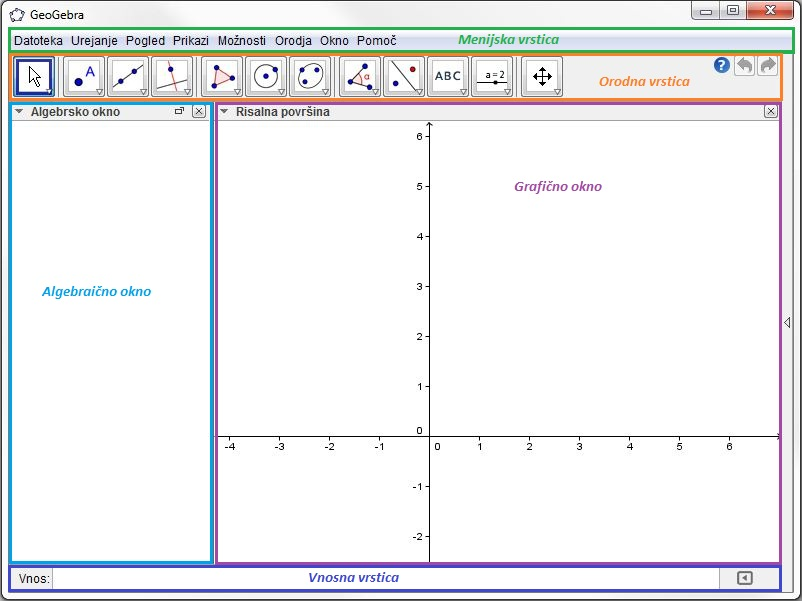 GeoGebra
Datoteka Urejanje Pogled Prikazi Možnosti Orodja Okno Pomoč
Menijska vrstica
A
α
ABC
a = 2
?
Orodna vrstica
Algebrsko okno
Risalna površina
Grafično okno
Algebraično okno
6
5
4
3
2
1
0
-4 -3 -2 -1 0 1 2 3 4 5 6
-1
-2
Vnos:
Vnosna vrstica